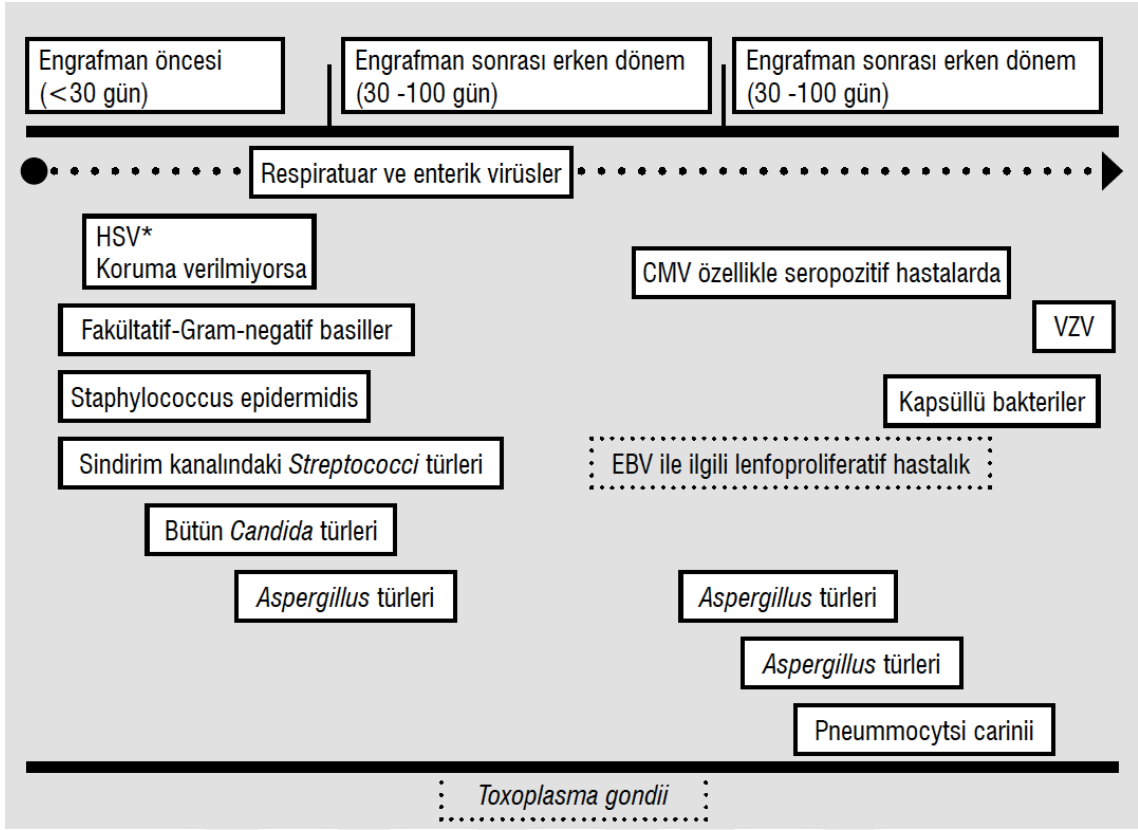 Engrafman öncesi
(<30 gün)
Engrafman sonrası erken dönem
(30 -100 gün)
Engrafman sonrası erken dönem
(30 -100 gün)
Respiratuar ve enterik virüsler
HSV*
Koruma verilmiyorsa
CMV özellikle seropozitif hastalarda
Fakültatif-Gram-negatif basiller
VZV
Staphylococcus epidermidis
Kapsüllü bakteriler
Sindirim kanalındaki Streptococci türleri
EBV ile ilgili lenfoproliferatif hastalık
Bütün Candida türleri
Aspergillus türleri
Aspergillus türleri
Aspergillus türleri
Pneummocytsi carinii
Toxoplasma gondii